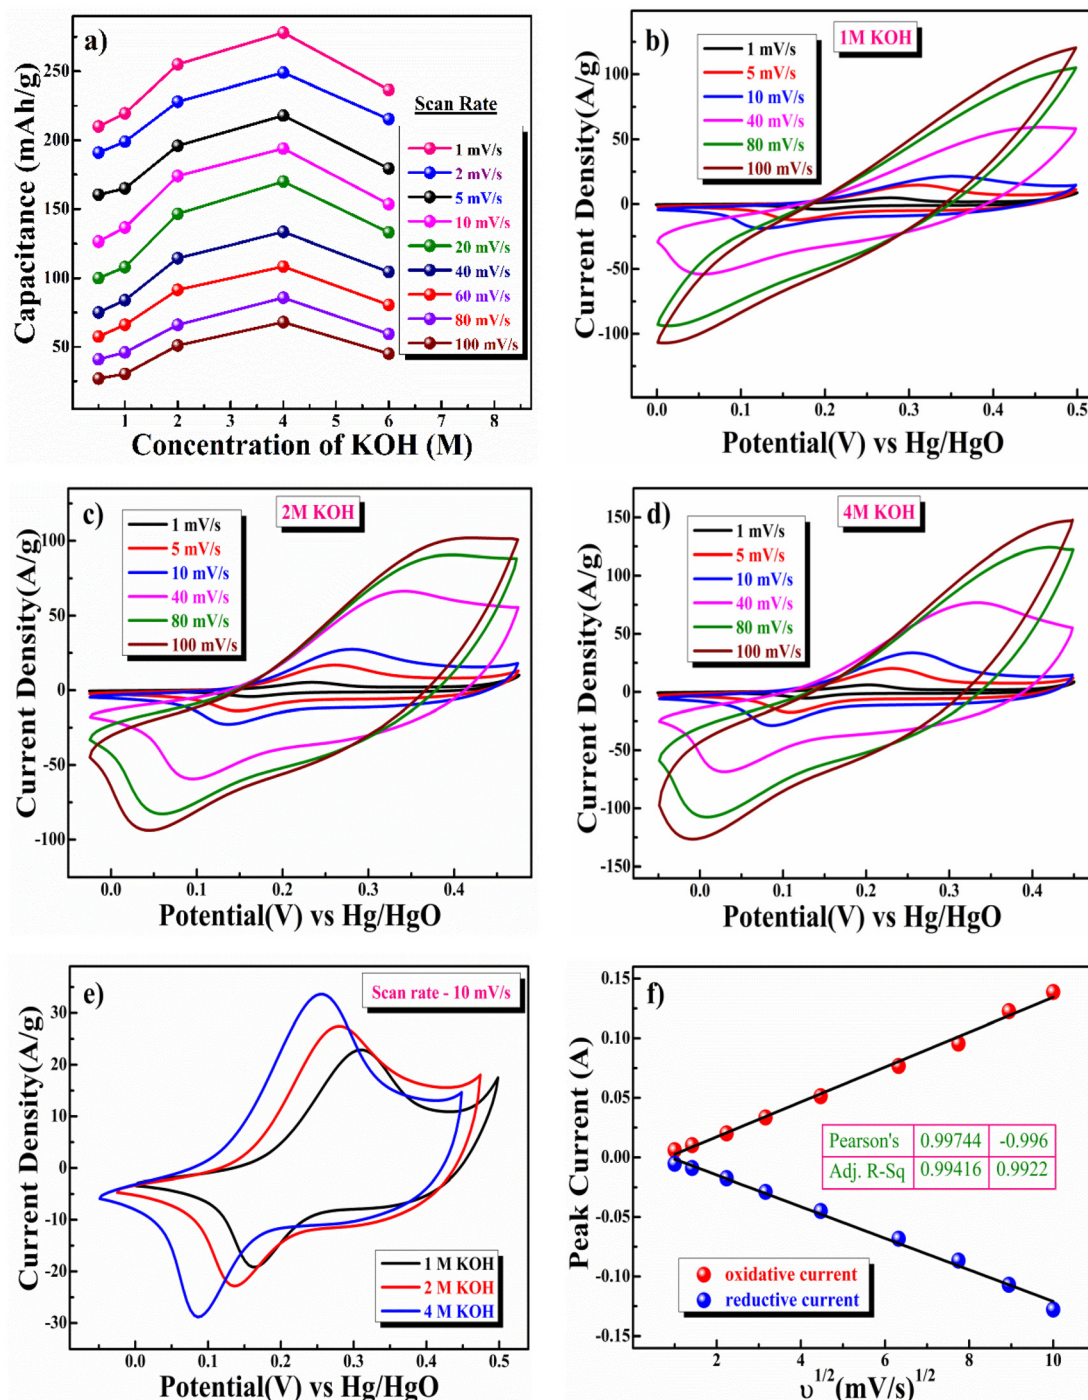 a)
Capacitance (mAh/g)
250
200
150
100
50
Scan Rate
1 mV/s
2 mV/s
5 mV/s
10 mV/s
20 mV/s
40 mV/s
60 mV/s
80 mV/s
100 mV/s
1 2 3 4 5 6 7 8
Concentration of KOH (M)
b)
1M KOH
Current Density(A/g)
100
50
0
-50
-100
1 mV/s
5 mV/s
10 mV/s
40 mV/s
80 mV/s
100 mV/s
0.0 0.1 0.2 0.3 0.4 0.5
Potential(V) vs Hg/HgO
c)
2M KOH
Current Density(A/g)
100
50
0
-50
-100
1 mV/s
5 mV/s
10 mV/s
40 mV/s
80 mV/s
100 mV/s
0.0 0.1 0.2 0.3 0.4
Potential(V) vs Hg/HgO
d)
4M KOH
Current Density(A/g)
150
100
50
0
-50
-100
-150
1 mV/s
5 mV/s
10 mV/s
40 mV/s
80 mV/s
100 mV/s
0.0 0.1 0.2 0.3 0.4
Potential(V) vs Hg/HgO
e)
Scan rate - 10 mV/s
Current Density(A/g)
30
20
10
0
-10
-20
-30
1 M KOH
2 M KOH
4 M KOH
0.0 0.1 0.2 0.3 0.4 0.5
Potential(V) vs Hg/HgO
f)
Peak Current (A)
0.15
0.10
0.05
0.00
-0.05
-0.10
-0.15
Pearson's 0.99744 -0.996
Adj. R-Sq 0.99416 0.9922
oxidative current
reductive current
2 4 6 8 10
υ^1/2(mV/s)^1/2